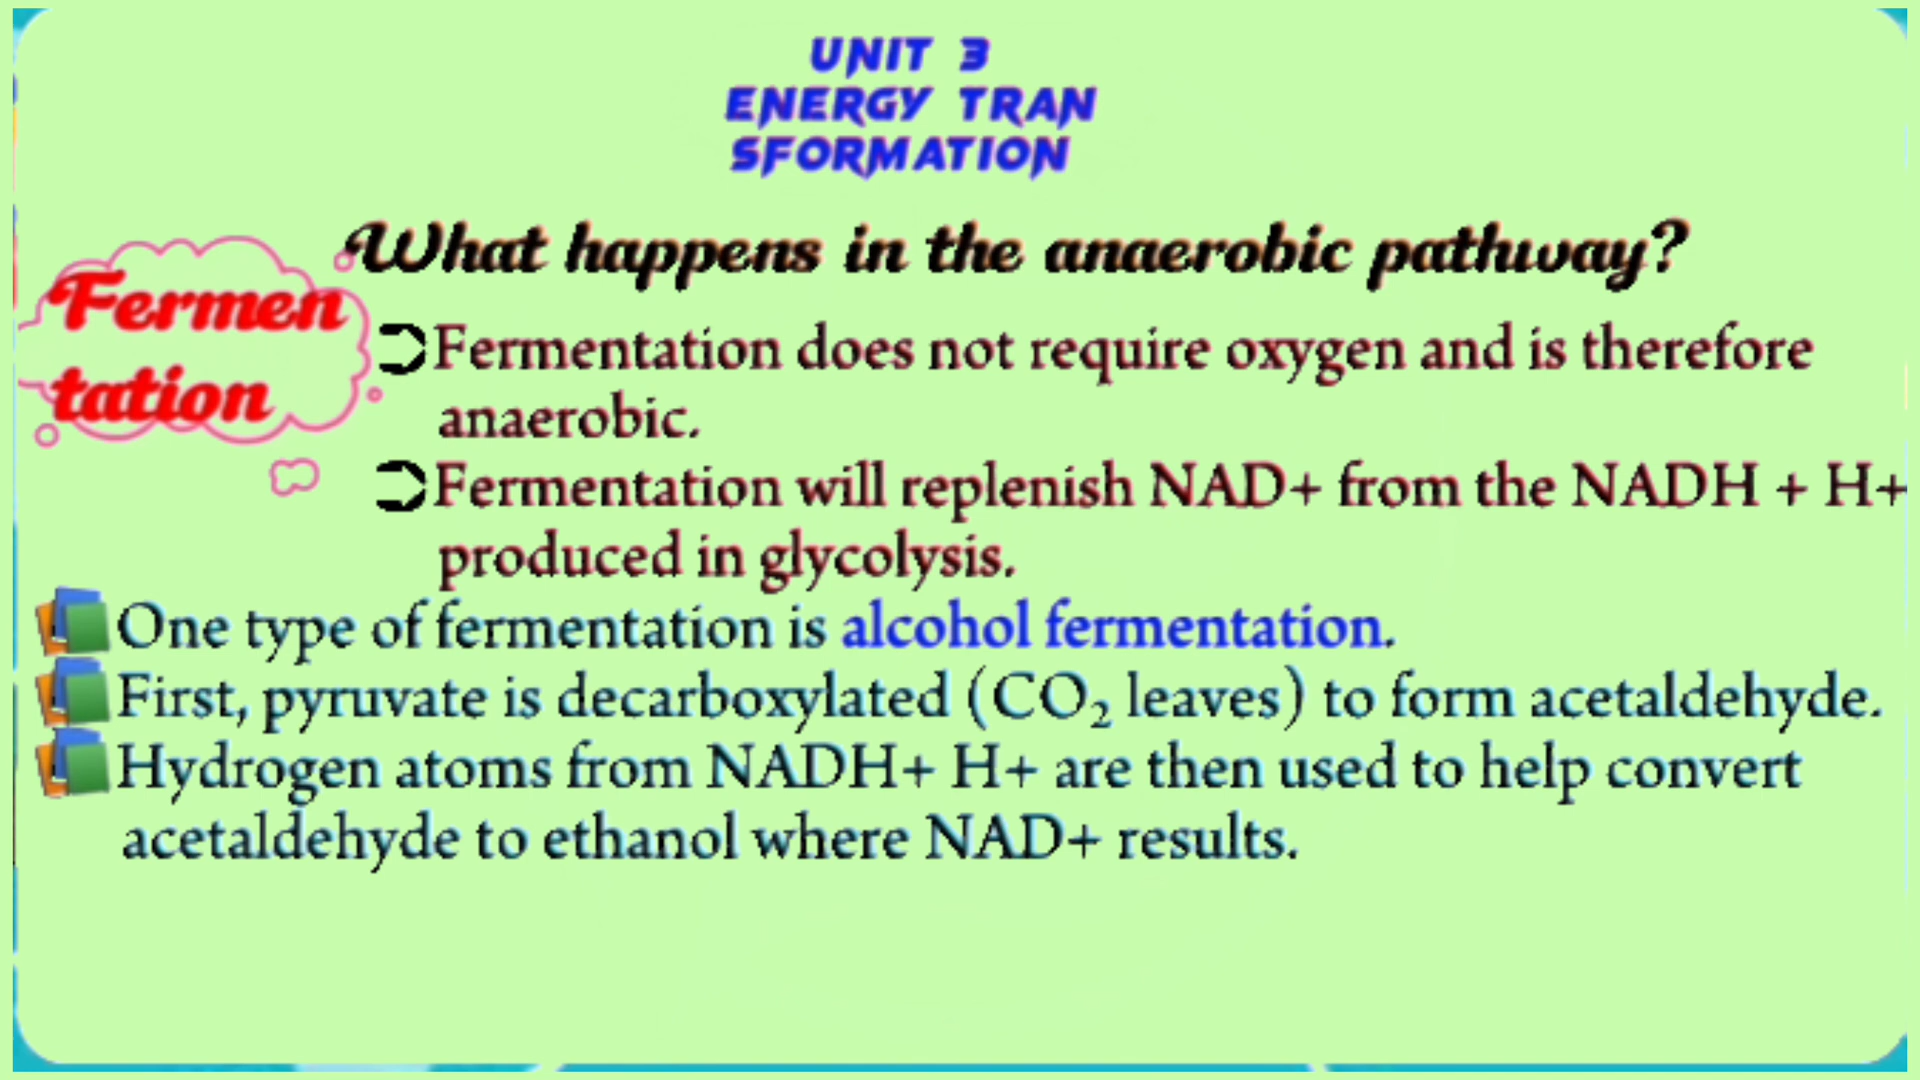 UNIT 3
ENERGY TRAN
SFORMATION
What happens in the anaerobic pathway?
Fermen
tation
➲Fermentation does not require oxygen and is therefore
anaerobic.
➲Fermentation will replenish NAD+ from the NADH + H+
produced in glycolysis.
One type of fermentation is alcohol fermentation.
First, pyruvate is decarboxylated (CO₂ leaves) to form acetaldehyde.
Hydrogen atoms from NADH+ H+ are then used to help convert
acetaldehyde to ethanol where NAD+ results.